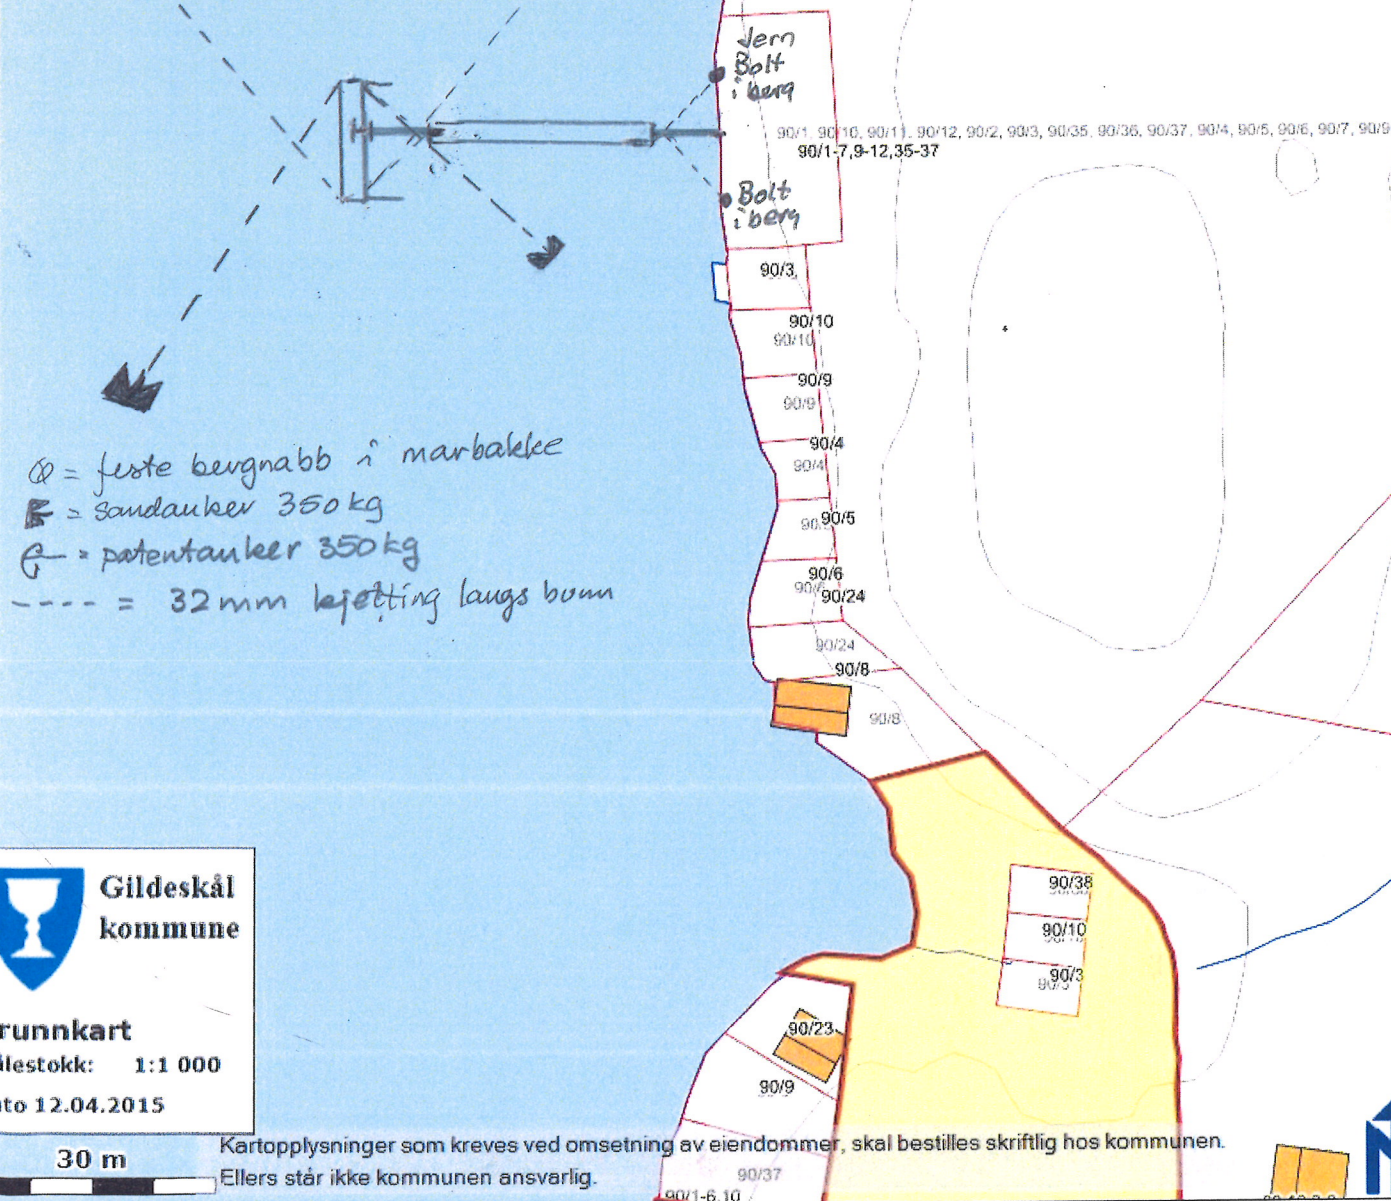 Jern
Bolt
i berg
90/1, 90/10, 90/11, 90/12, 90/2, 90/3, 90/35, 90/36, 90/37, 90/4, 90/5, 90/6, 90/7, 90/9
90/1-7,9-12,35-37
Bolt
i berg
90/3
90/10
90/10
90/9
90/9
90/4
90/4
90/5
90/6
90/24
90/24
90/8
90/8
= feste bergnabb i marbakke
= sandanker 350 kg
= patentanker 350 kg
---- = 32 mm kjetting langs bunn
90/38
90/10
90/3
90/3
90/23
90/9
90/37
90/1-6,10
Gildeskål
kommune
runnkart
ålestokk: 1:1 000
ato 12.04.2015
30 m
Kartopplysninger som kreves ved omsetning av eiendommer, skal bestilles skriftlig hos kommunen.
Ellers står ikke kommunen ansvarlig.
N